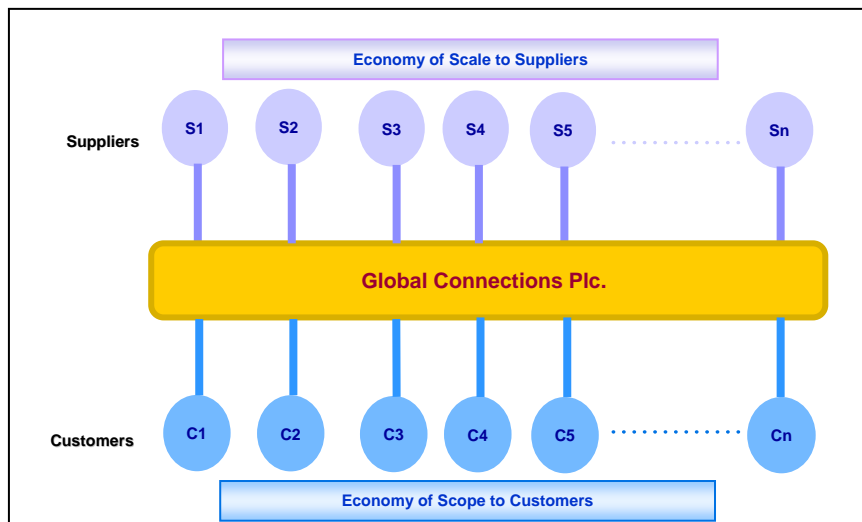 Economy of Scale to Suppliers
Suppliers S1 S2 S3 S4 S5 Sn
Global Connections Plc.
Customers C1 C2 C3 C4 C5 Cn
Economy of Scope to Customers